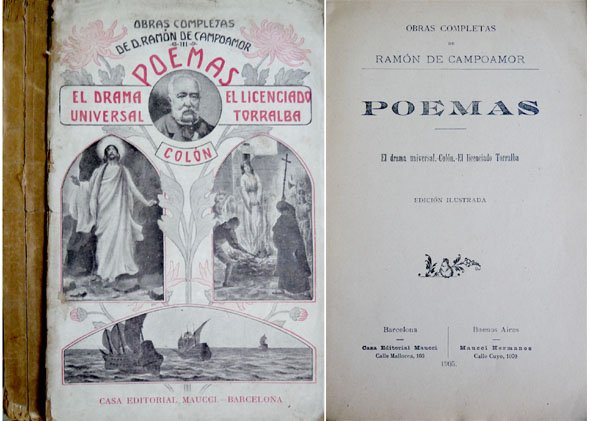 OBRAS COMPLETAS
DE D. RAMÓN DE CAMPOAMOR
III
POEMAS
EL DRAMA UNIVERSAL
EL LICENCIADO TORRALBA
COLÓN
CASA EDITORIAL MAUCCI.—BARCELONA
OBRAS COMPLETAS
DE
RAMÓN DE CAMPOAMOR
POEMAS
El drama universal.-Colón.-El licenciado Torralba
EDICIÓN ILUSTRADA
Barcelona
Casa Editorial Maucci
Calle Mallorca, 166
Buenos Aires
Maucci Hermanos
Calle Cuyo, 1070
1905.